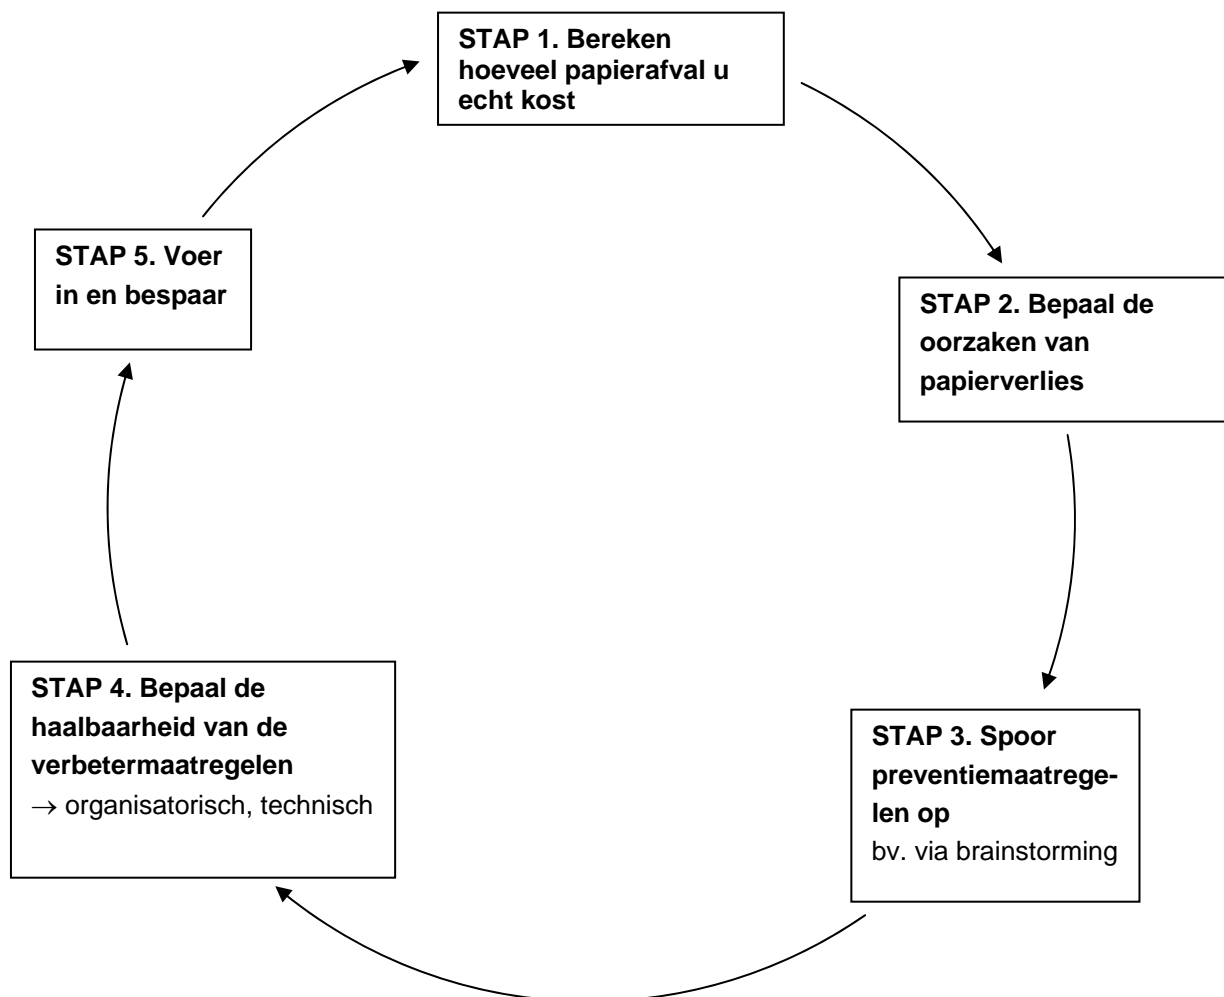 STAP 1. Bereken
hoeveel papierafval u
echt kost
STAP 2. Bepaal de
oorzaken van
papierverlies
STAP 3. Spoor
preventiemaatrege-
len op
bv. via brainstorming
STAP 4. Bepaal de
haalbaarheid van de
verbetermaatregelen
→ organisatorisch, technisch
STAP 5. Voer
in en bespaar